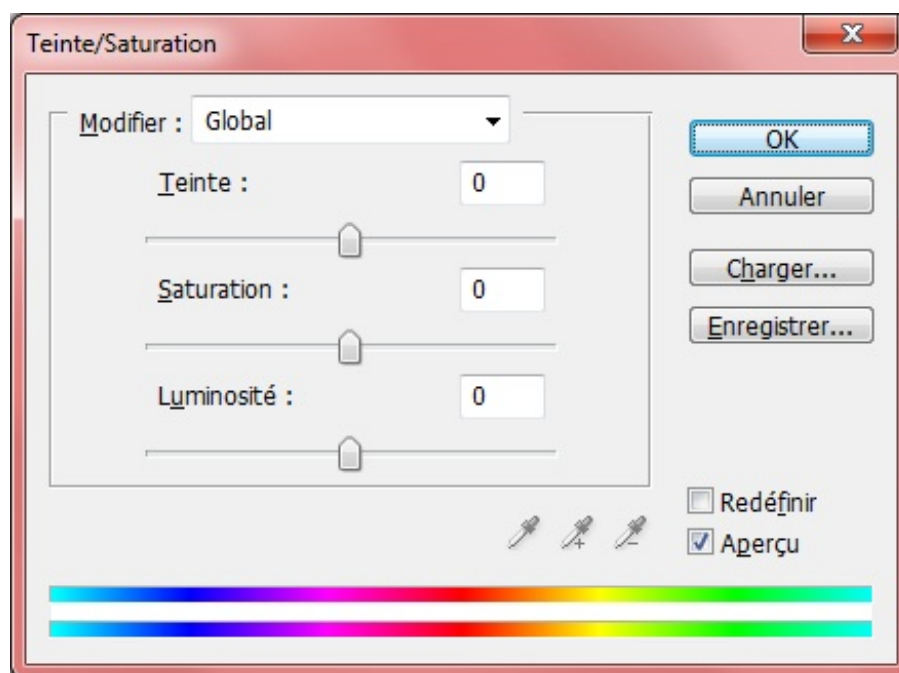 Teinte/Saturation
Modifier : Global
Teinte : 0
Saturation : 0
Luminosité : 0
OK
Annuler
Charger...
Enregistrer...
Redéfinir
Aperçu